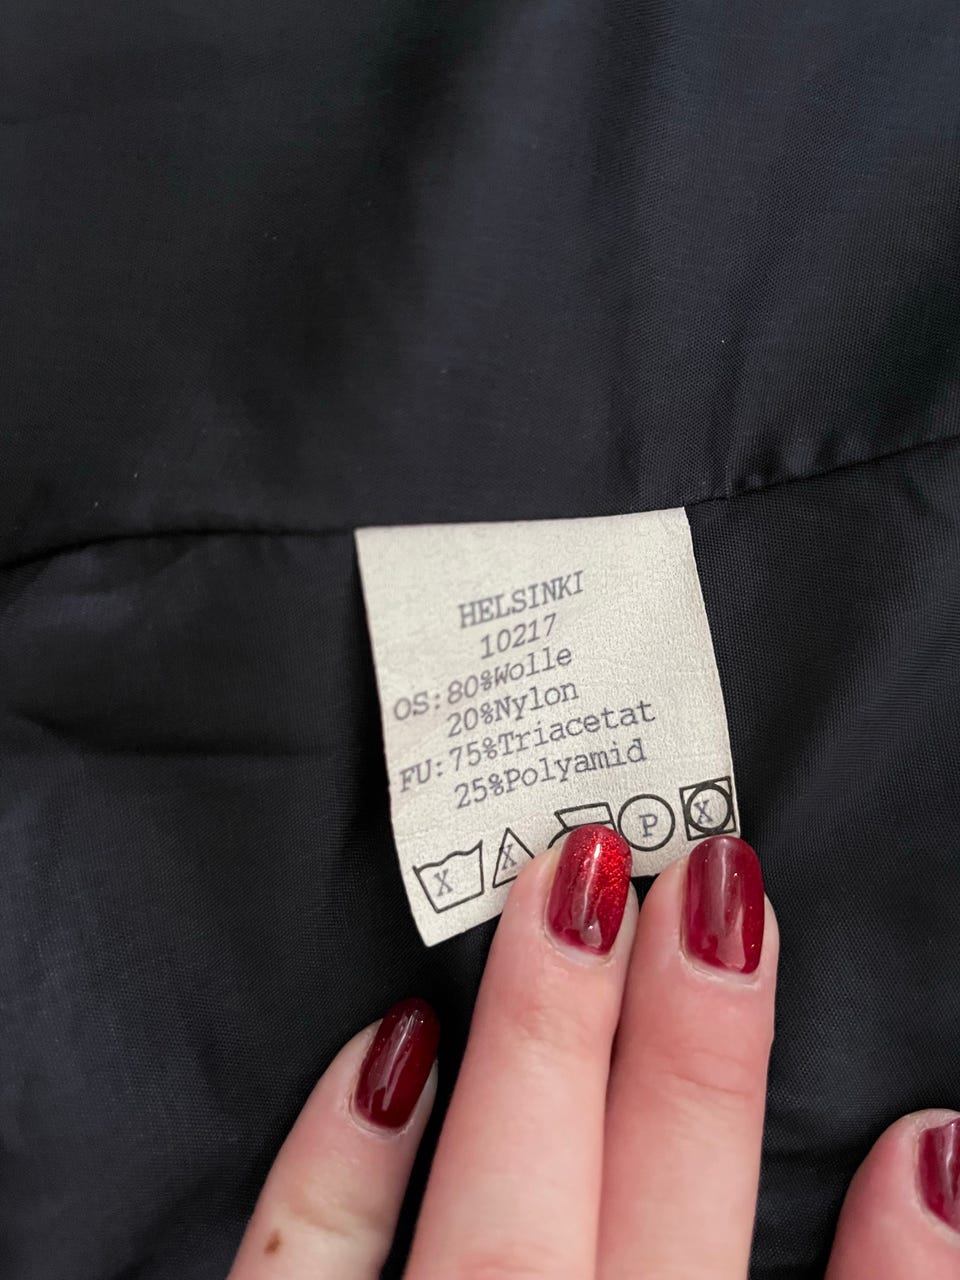 HELSINKI
10217
OS:80%Wolle
20%Nylon
FU:75%Triacetat
25%Polyamid
X X P X